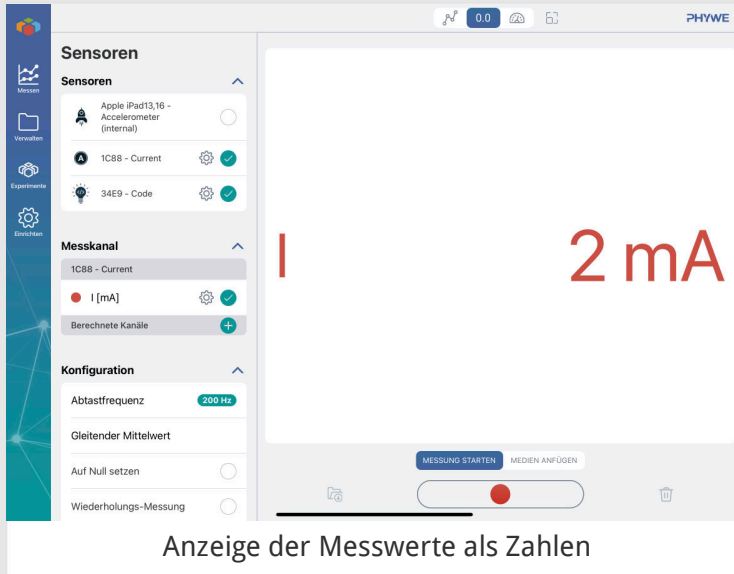 0.0
PHYWE
Messen
Verwalten
Experimente
Einrichten
Sensoren
Sensoren
Apple iPad13,16 -
Accelerometer
(internal)
A
1C88 - Current
34E9 - Code
Messkanal
1C88 - Current
I [mA]
Berechnete Kanäle
Konfiguration
Abtastfrequenz 200 Hz
Gleitender Mittelwert
Auf Null setzen
Wiederholungs-Messung
I 2 mA
MESSUNG STARTEN MEDIEN ANFÜGEN
Anzeige der Messwerte als Zahlen